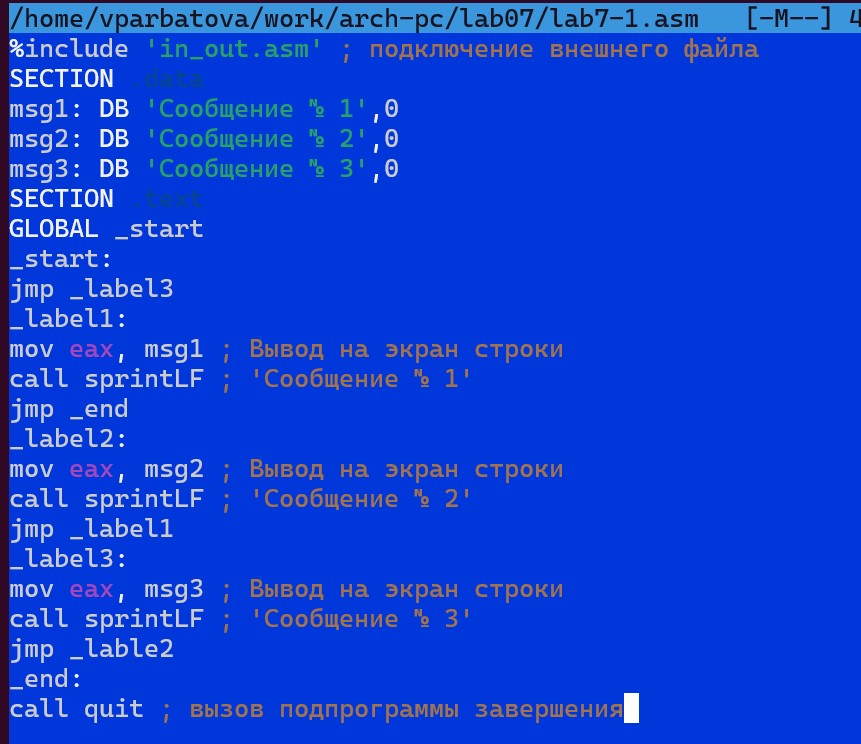 /home/vparbatova/work/arch-pc/lab07/lab7-1.asm [-M--] 4
%include 'in_out.asm' ; подключение внешнего файла
SECTION .data
msg1: DB 'Сообщение № 1',0
msg2: DB 'Сообщение № 2',0
msg3: DB 'Сообщение № 3',0
SECTION .text
GLOBAL _start
_start:
jmp _label3
_label1:
mov eax, msg1 ; Вывод на экран строки
call sprintLF ; 'Сообщение № 1'
jmp _end
_label2:
mov eax, msg2 ; Вывод на экран строки
call sprintLF ; 'Сообщение № 2'
jmp _label1
_label3:
mov eax, msg3 ; Вывод на экран строки
call sprintLF ; 'Сообщение № 3'
jmp _lable2
_end:
call quit ; вызов подпрограммы завершения